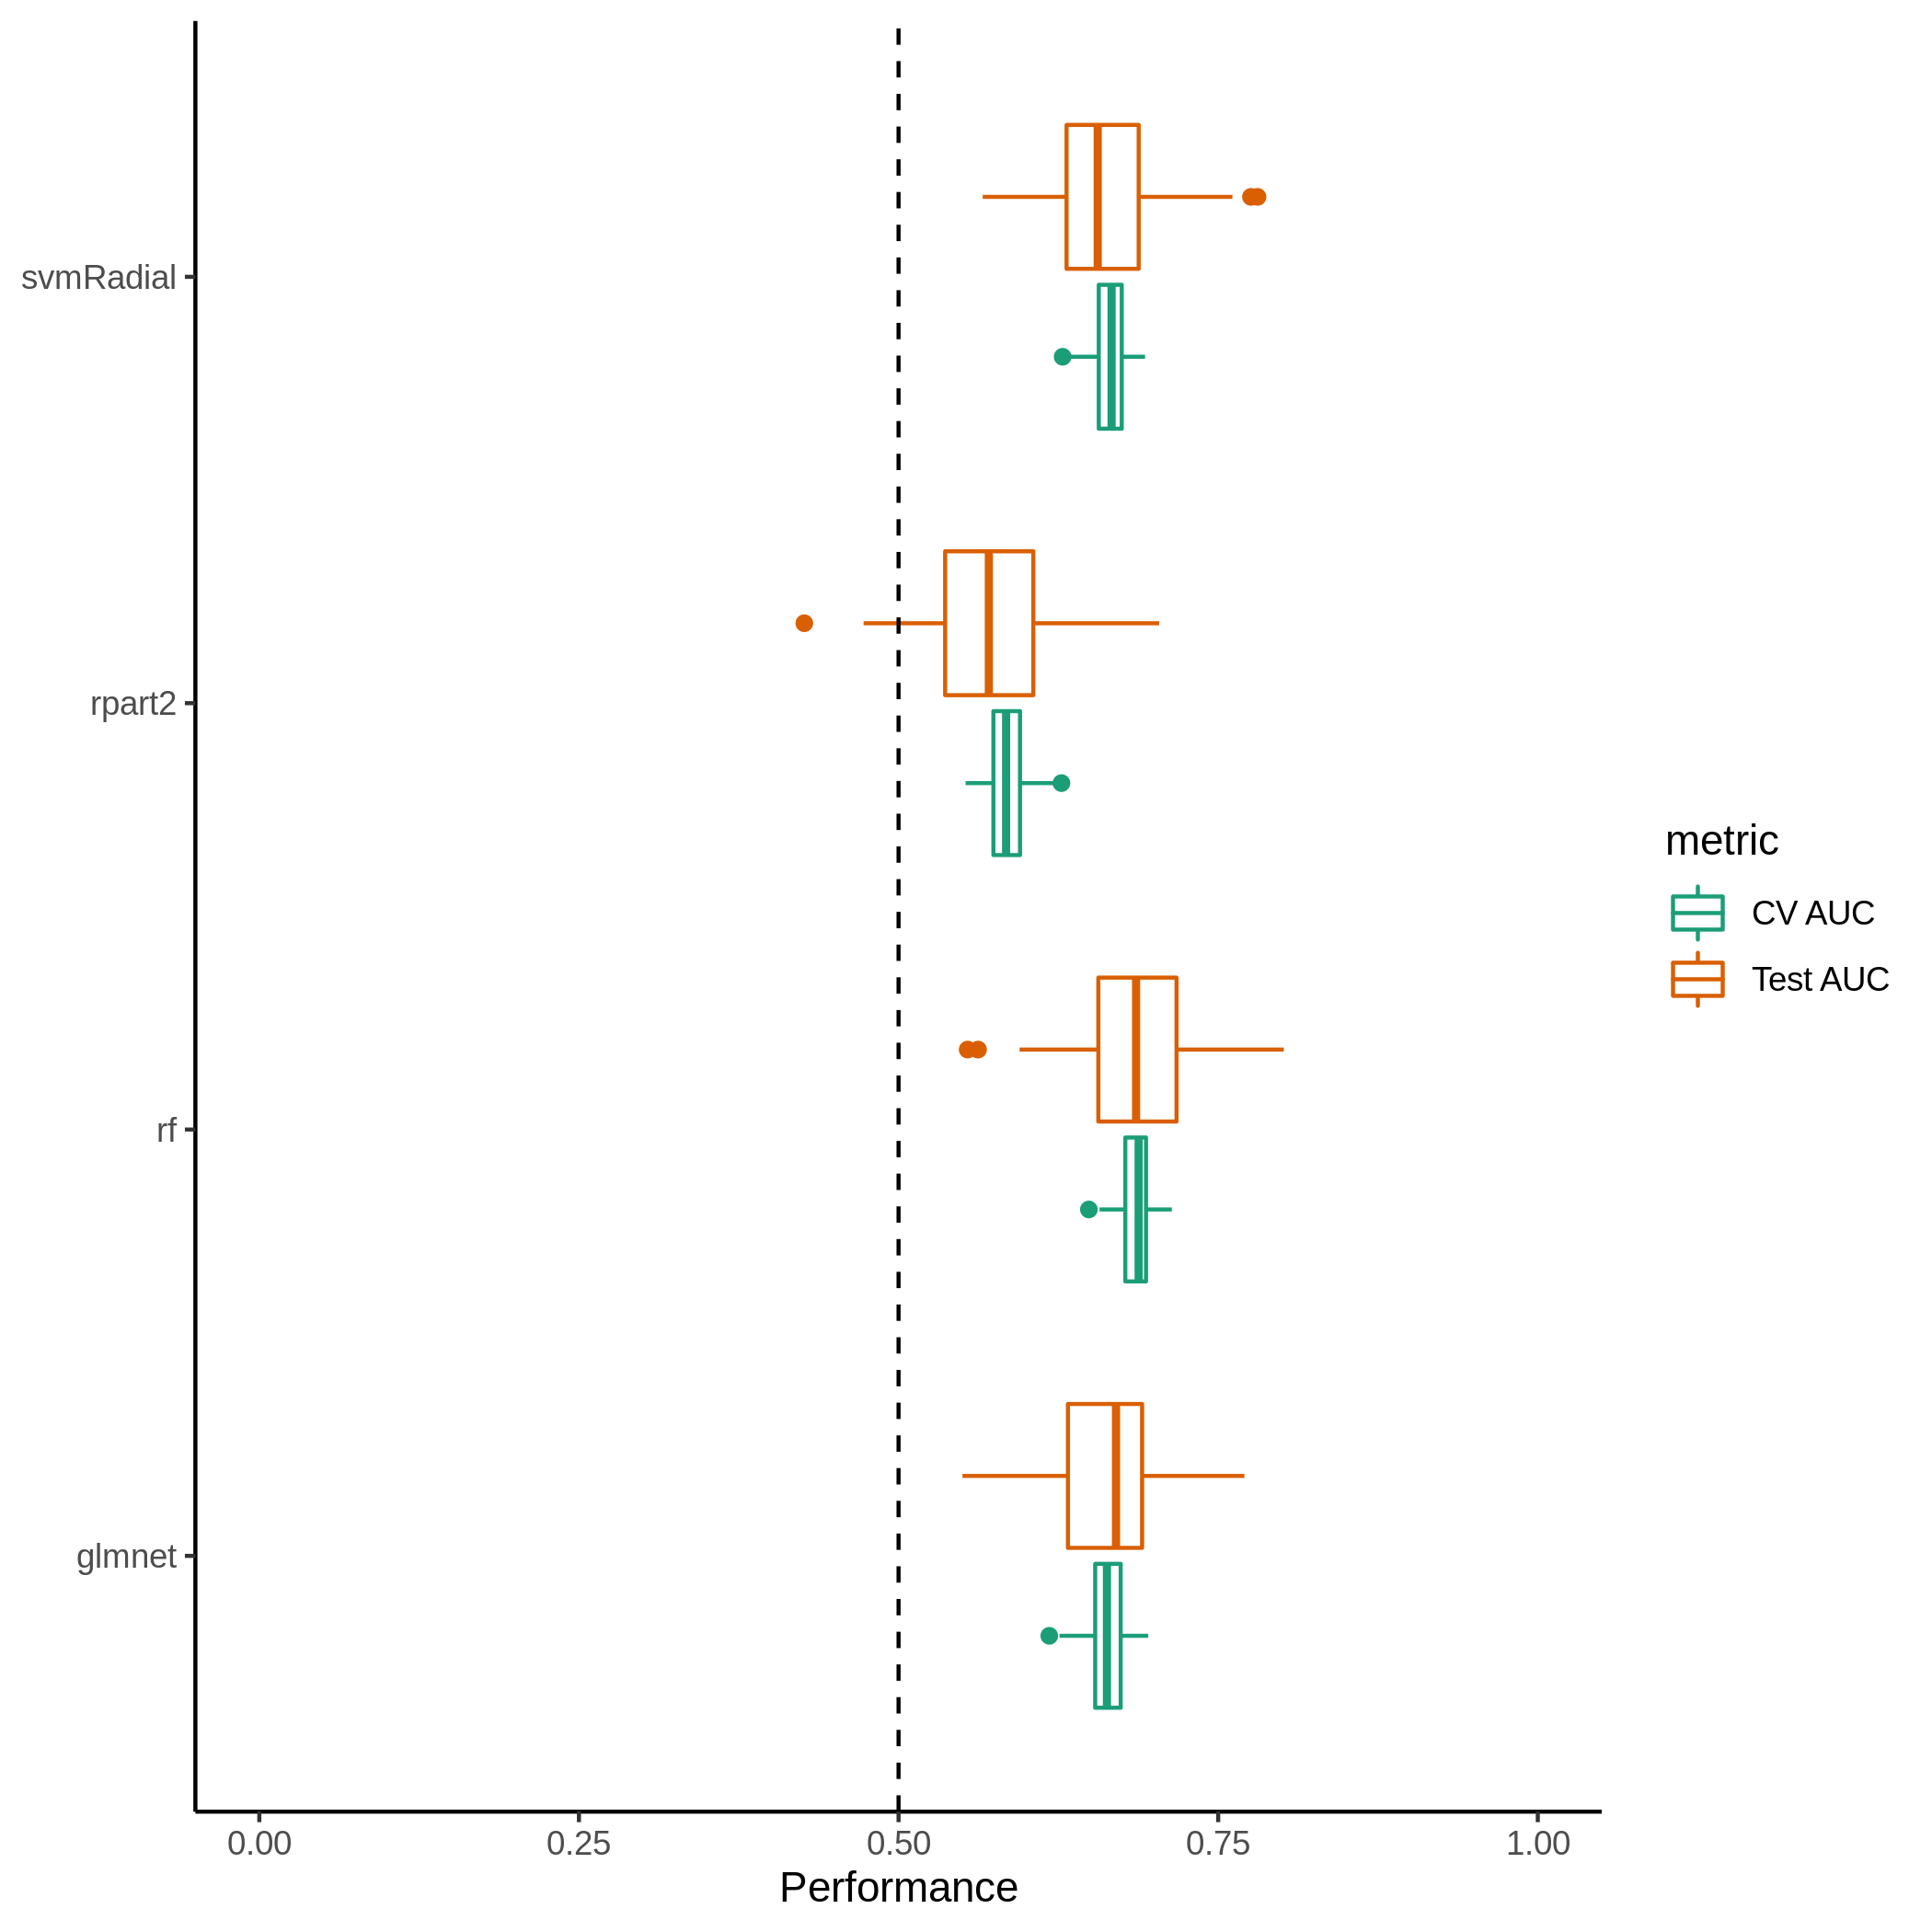 svmRadial
rpart2
rf
glmnet
0.00
0.25
0.50
0.75
1.00
Performance
metric
CV AUC
Test AUC